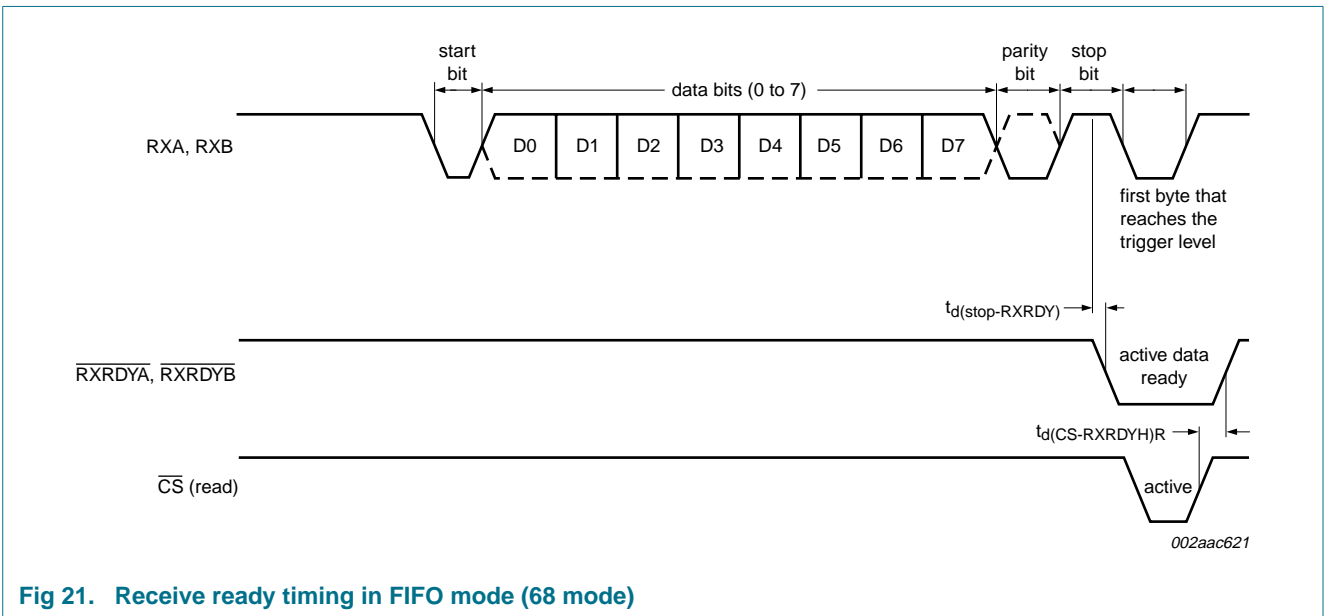 start
bit
data bits (0 to 7)
parity
bit
stop
bit
RXA, RXB
D0 D1 D2 D3 D4 D5 D6 D7
first byte that
reaches the
trigger level
td(stop-RXRDY)
RXRDYA, RXRDYB
active data
ready
td(CS-RXRDYH)R
CS (read)
active
002aac621
Fig 21. Receive ready timing in FIFO mode (68 mode)